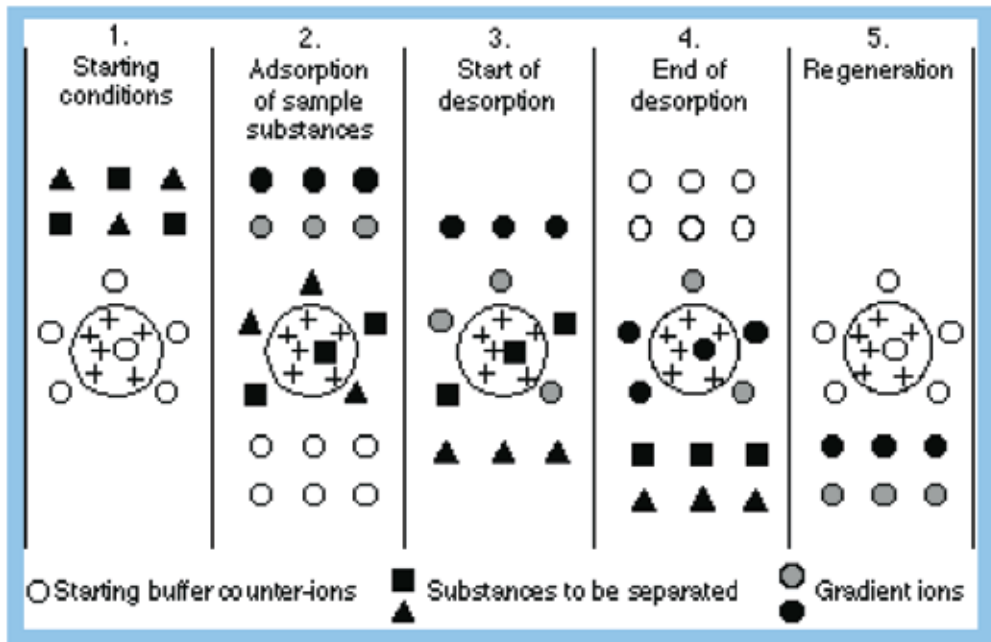 1.
Starting
conditions
2.
Adsorption
of sample
substances
3.
Start of
desorption
4.
End of
desorption
5.
Regeneration
Starting buffer counter-ions
Substances to be separated
Gradient ions